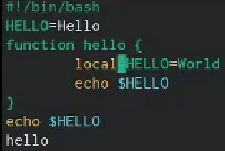 #!/bin/bash
HELLO=Hello
function hello {
        local HELLO=World
        echo $HELLO
}
echo $HELLO
hello